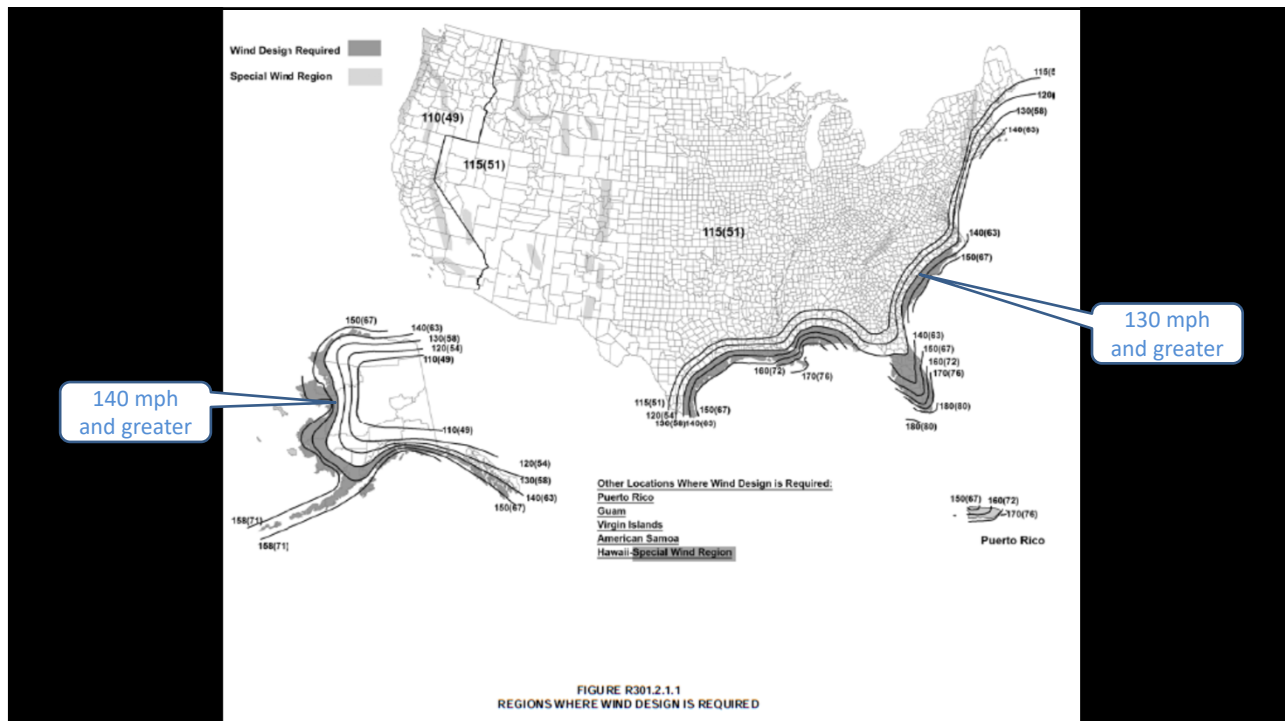 Wind Design Required
Special Wind Region
110(49)
115(51)
115(51)
115(5
120(
130(58)
140(63)
140(63)
150(67)
130 mph
and greater
140(63)
150(67)
160(72)
170(76)
180(80)
180(80)
160(72)
170(76)
115(51)
120(54
130(58)
140(63)
150(67)
150(67)
140(63)
130(58)
120(54)
110(49)
140 mph
and greater
110(49)
120(54)
130(58)
140(63)
150(67)
158(71)
158(71)
Other Locations Where Wind Design is Required:
Puerto Rico
Guam
Virgin Islands
American Samoa
Hawaii-Special Wind Region
150(67)
160(72)
170(76)
Puerto Rico
FIGURE R301.2.1.1
REGIONS WHERE WIND DESIGN IS REQUIRED